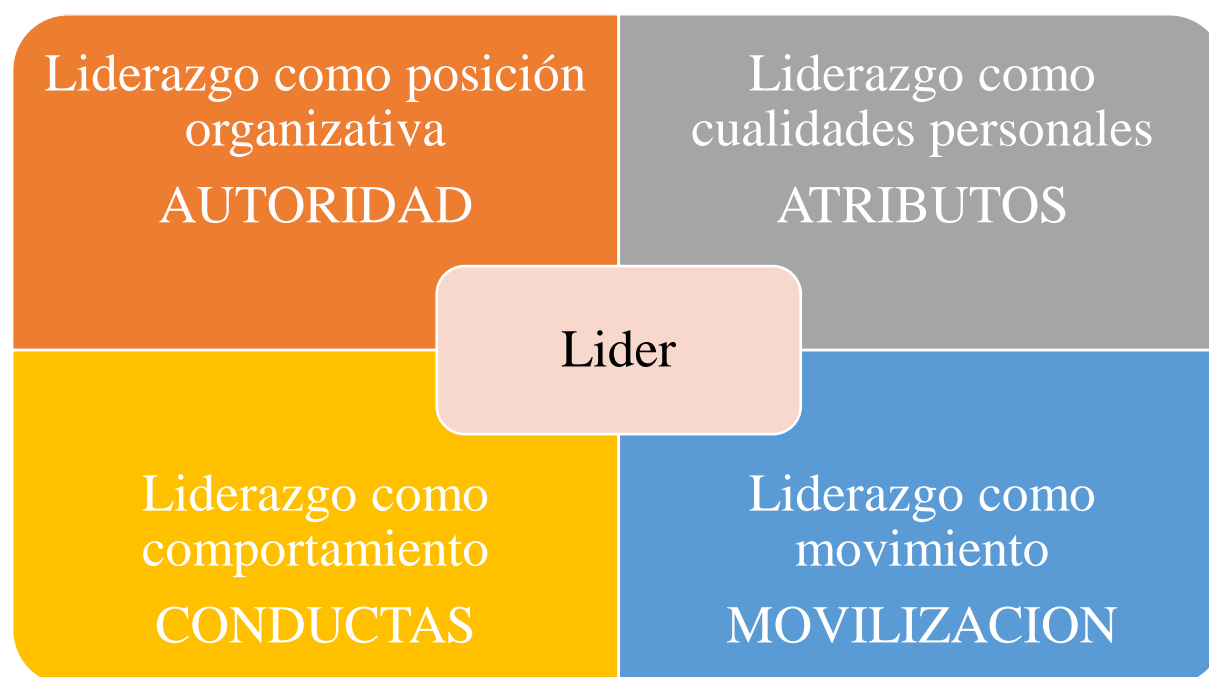 Liderazgo como posición
organizativa
AUTORIDAD
Liderazgo como
cualidades personales
ATRIBUTOS
Lider
Liderazgo como
comportamiento
CONDUCTAS
Liderazgo como
movimiento
MOVILIZACION